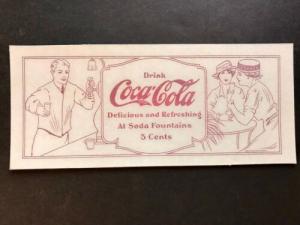 Drink
Coca-Cola
Delicious and Refreshing
At Soda Fountains
5 Cents